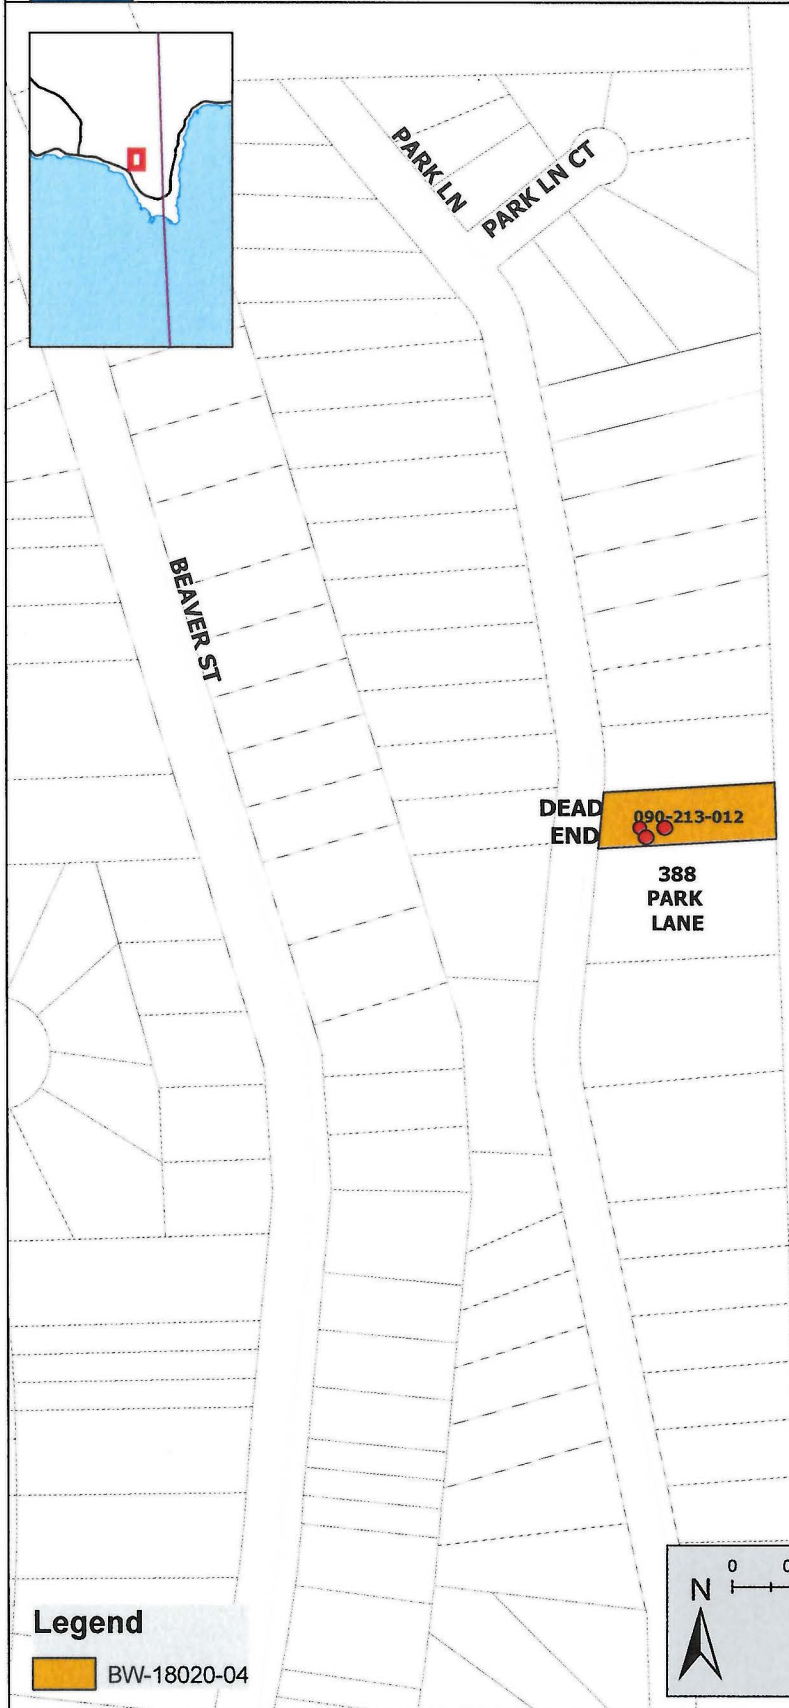 PARK LN
PARK LN CT
BEAVER ST
DEAD
END
090-213-012
388
PARK
LANE
0
N
Legend
BW-18020-04